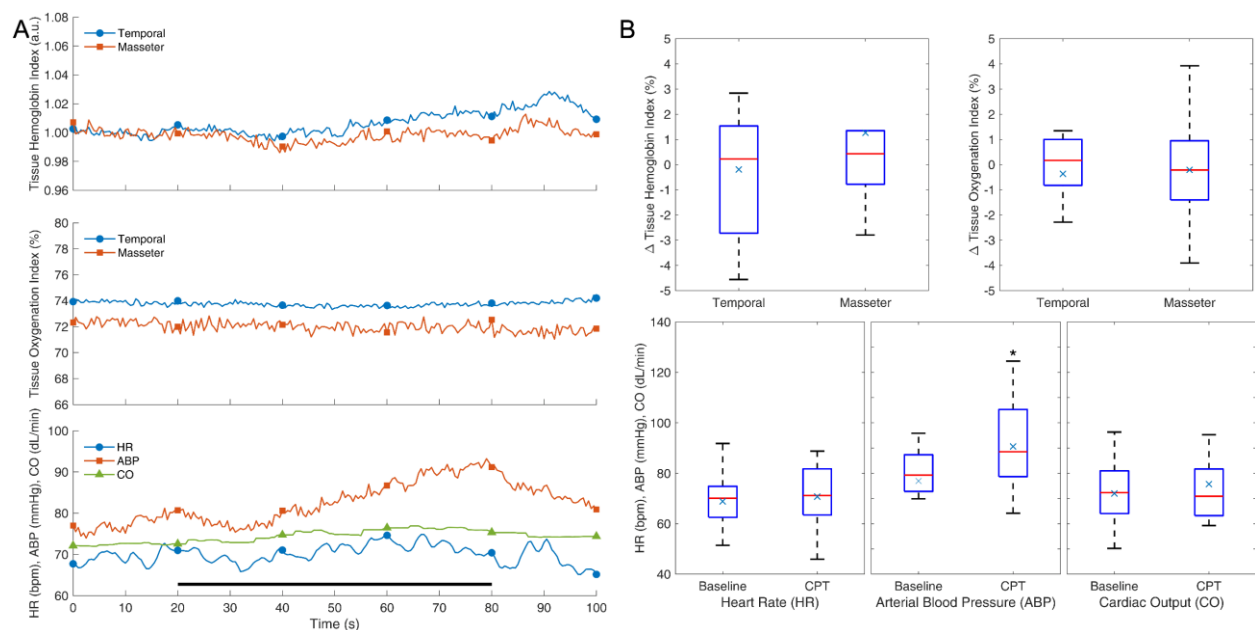 A
Tissue Hemoglobin Index (a.u.)
1.08
1.06
1.04
1.02
1.00
0.98
0.96
Temporal
Masseter
Tissue Oxygenation Index (%)
80
78
76
74
72
70
68
66
Temporal
Masseter
HR (bpm), ABP (mmHg), CO (dL/min)
100
90
80
70
60
HR
ABP
CO
0 10 20 30 40 50 60 70 80 90 100
Time (s)
B
Δ Tissue Hemoglobin Index (%)
5
4
3
2
1
0
-1
-2
-3
-4
-5
Temporal Masseter
Δ Tissue Oxygenation Index (%)
5
4
3
2
1
0
-1
-2
-3
-4
-5
Temporal Masseter
HR (bpm), ABP (mmHg), CO (dL/min)
140
120
100
80
60
40
*
Baseline CPT Baseline CPT Baseline CPT
Heart Rate (HR) Arterial Blood Pressure (ABP) Cardiac Output (CO)